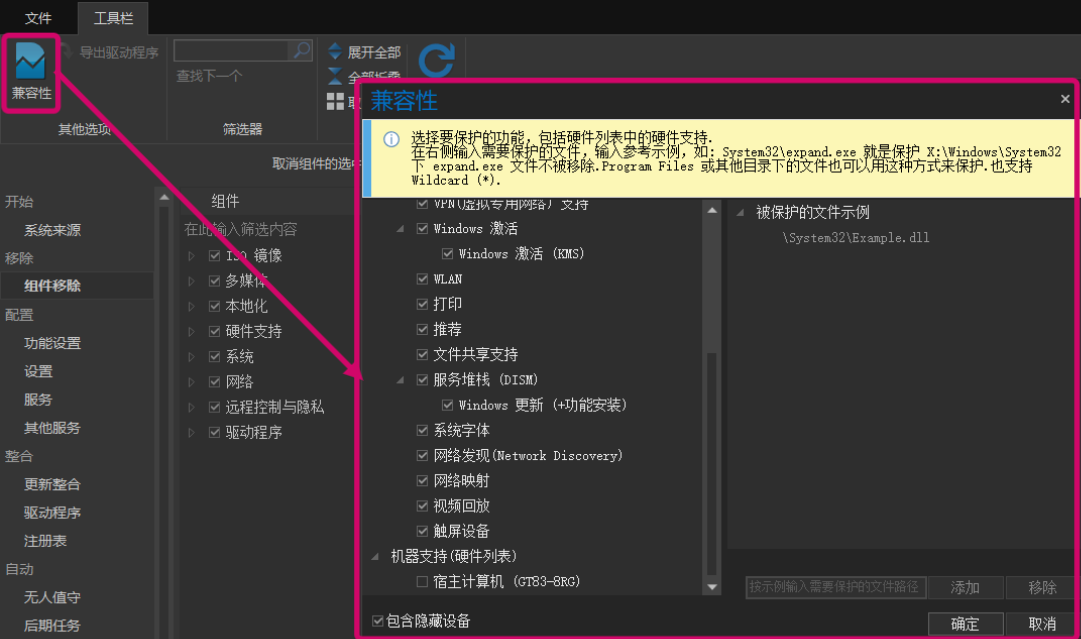 文件
工具栏
导出驱动程序
兼容性
其他选项
查找下一个
筛选器
展开全部
全部折叠
取
取消组件的选中
开始
系统来源
移除
组件移除
配置
功能设置
设置
服务
其他服务
整合
更新整合
驱动程序
注册表
自动
无人值守
后期任务
组件
在此输入筛选内容
ISO 镜像
多媒体
本地化
硬件支持
系统
网络
远程控制与隐私
驱动程序
兼容性
选择要保护的功能，包括硬件列表中的硬件支持.
在右侧输入需要保护的文件，输入参考示例，如: System32\expand.exe 就是保护 X:\Windows\System32
下 expand.exe 文件不被移除.Program Files 或其他目录下的文件也可以用这种方式来保护.也支持
Wildcard (*).
VPN(虚拟专用网络) 支持
Windows 激活
Windows 激活 (KMS)
WLAN
打印
推荐
文件共享支持
服务堆栈 (DISM)
Windows 更新 (+功能安装)
系统字体
网络发现(Network Discovery)
网络映射
视频回放
触屏设备
机器支持(硬件列表)
宿主计算机 (GT83-8RG)
包含隐藏设备
被保护的文件示例
\System32\Example.dll
按示例输入需要保护的文件路径
添加
移除
确定
取消